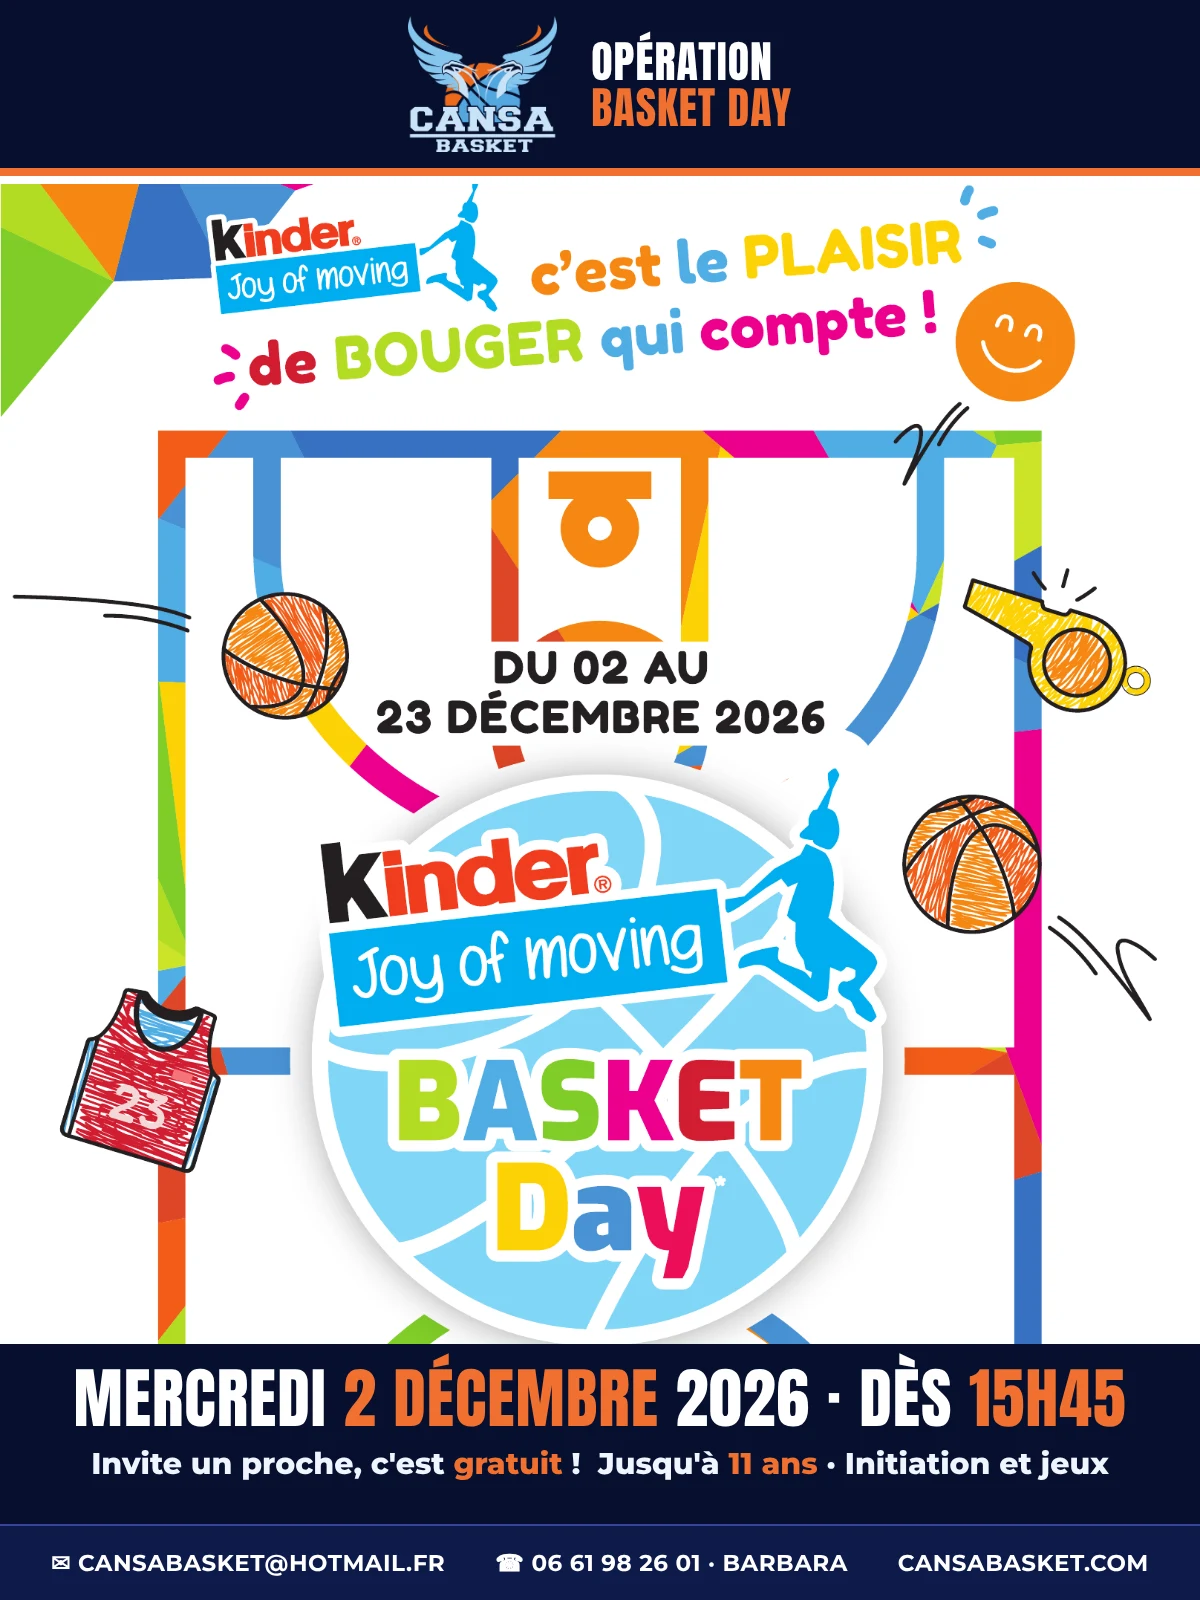 CANSA
BASKET
OPÉRATION
BASKET DAY
kinder®
Joy of moving
c'est le PLAISIR
de BOUGER qui compte !
DU 02 AU
23 DÉCEMBRE 2026
kinder®
Joy of moving
BASKET
Day*
23
MERCREDI 2 DÉCEMBRE 2026 · DÈS 15H45
Invite un proche, c'est gratuit ! Jusqu'à 11 ans · Initiation et jeux
✉ CANSABASKET@HOTMAIL.FR ☎ 06 61 98 26 01 · BARBARA CANSABASKET.COM